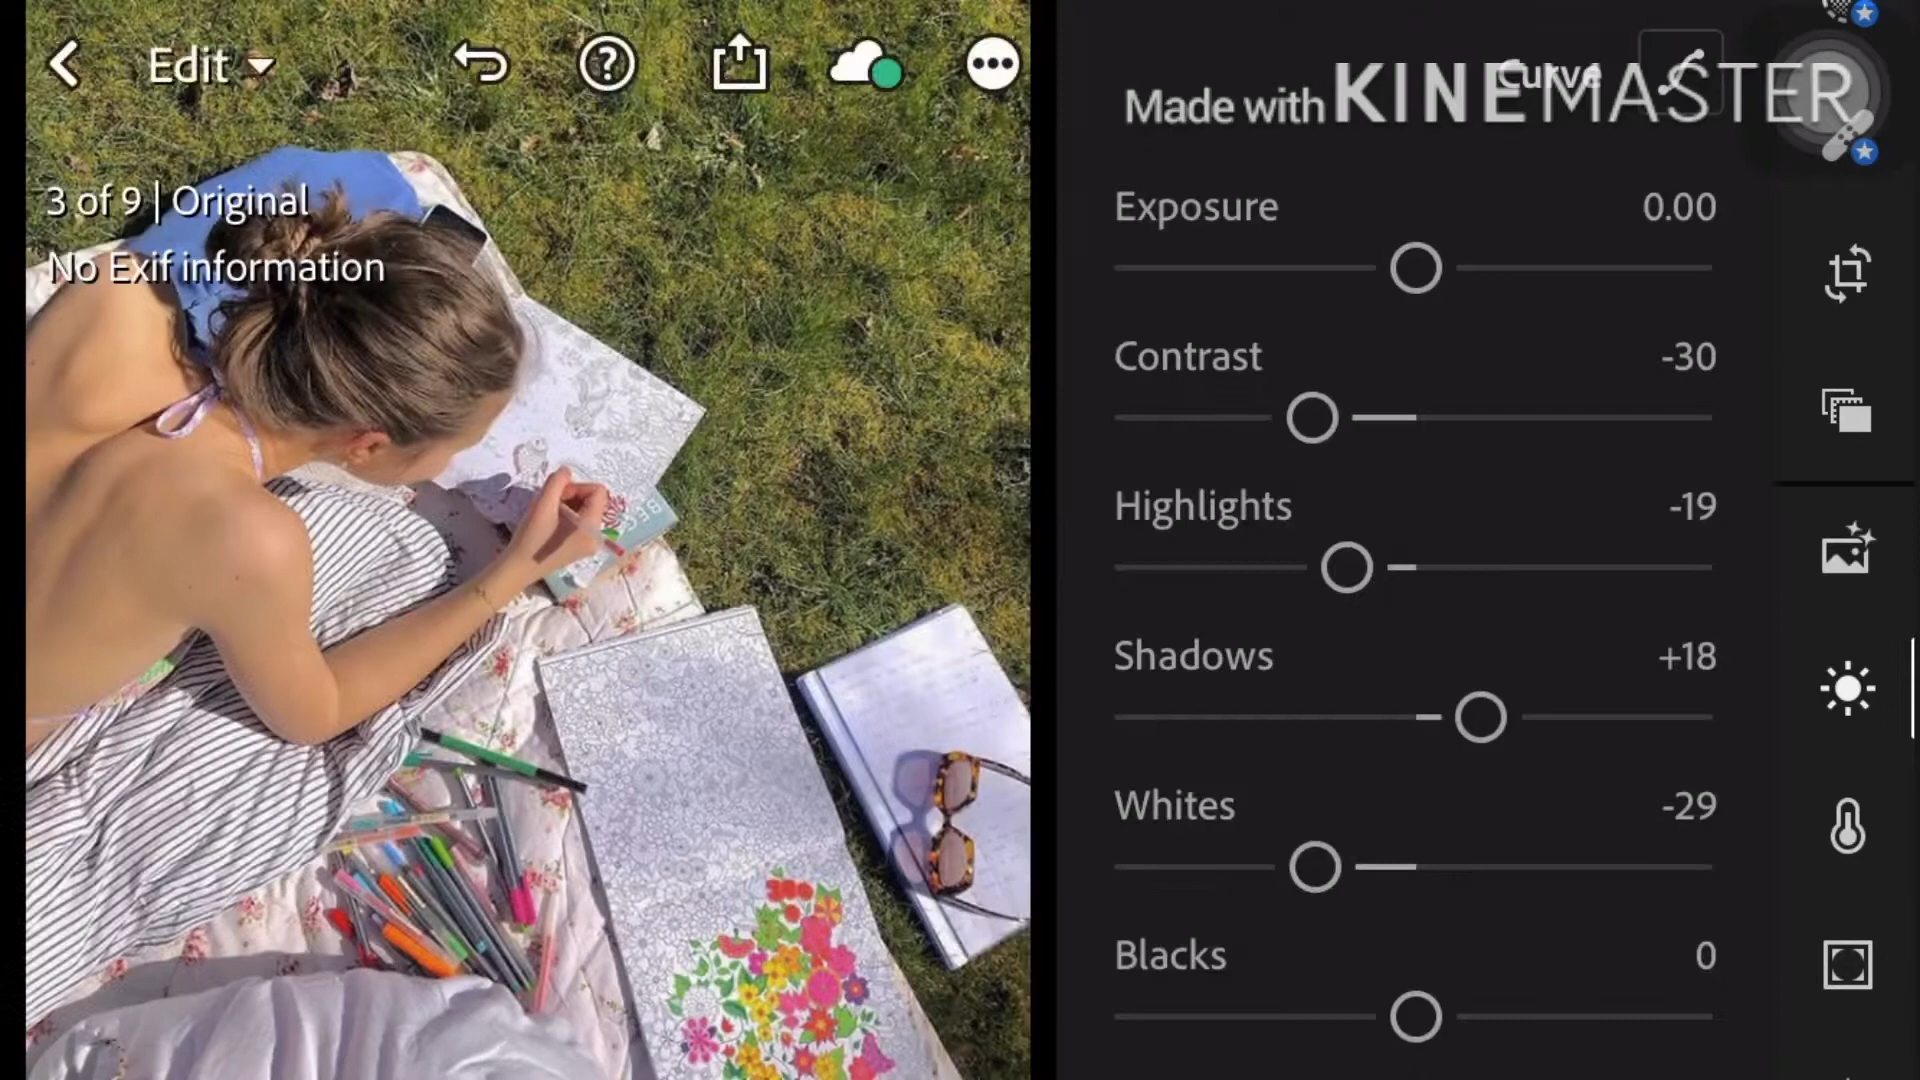 Edit
3 of 9 | Original
No Exif information
Curve
Made with KINEMASTER
Exposure 0.00
Contrast -30
Highlights -19
Shadows +18
Whites -29
Blacks 0
BEC